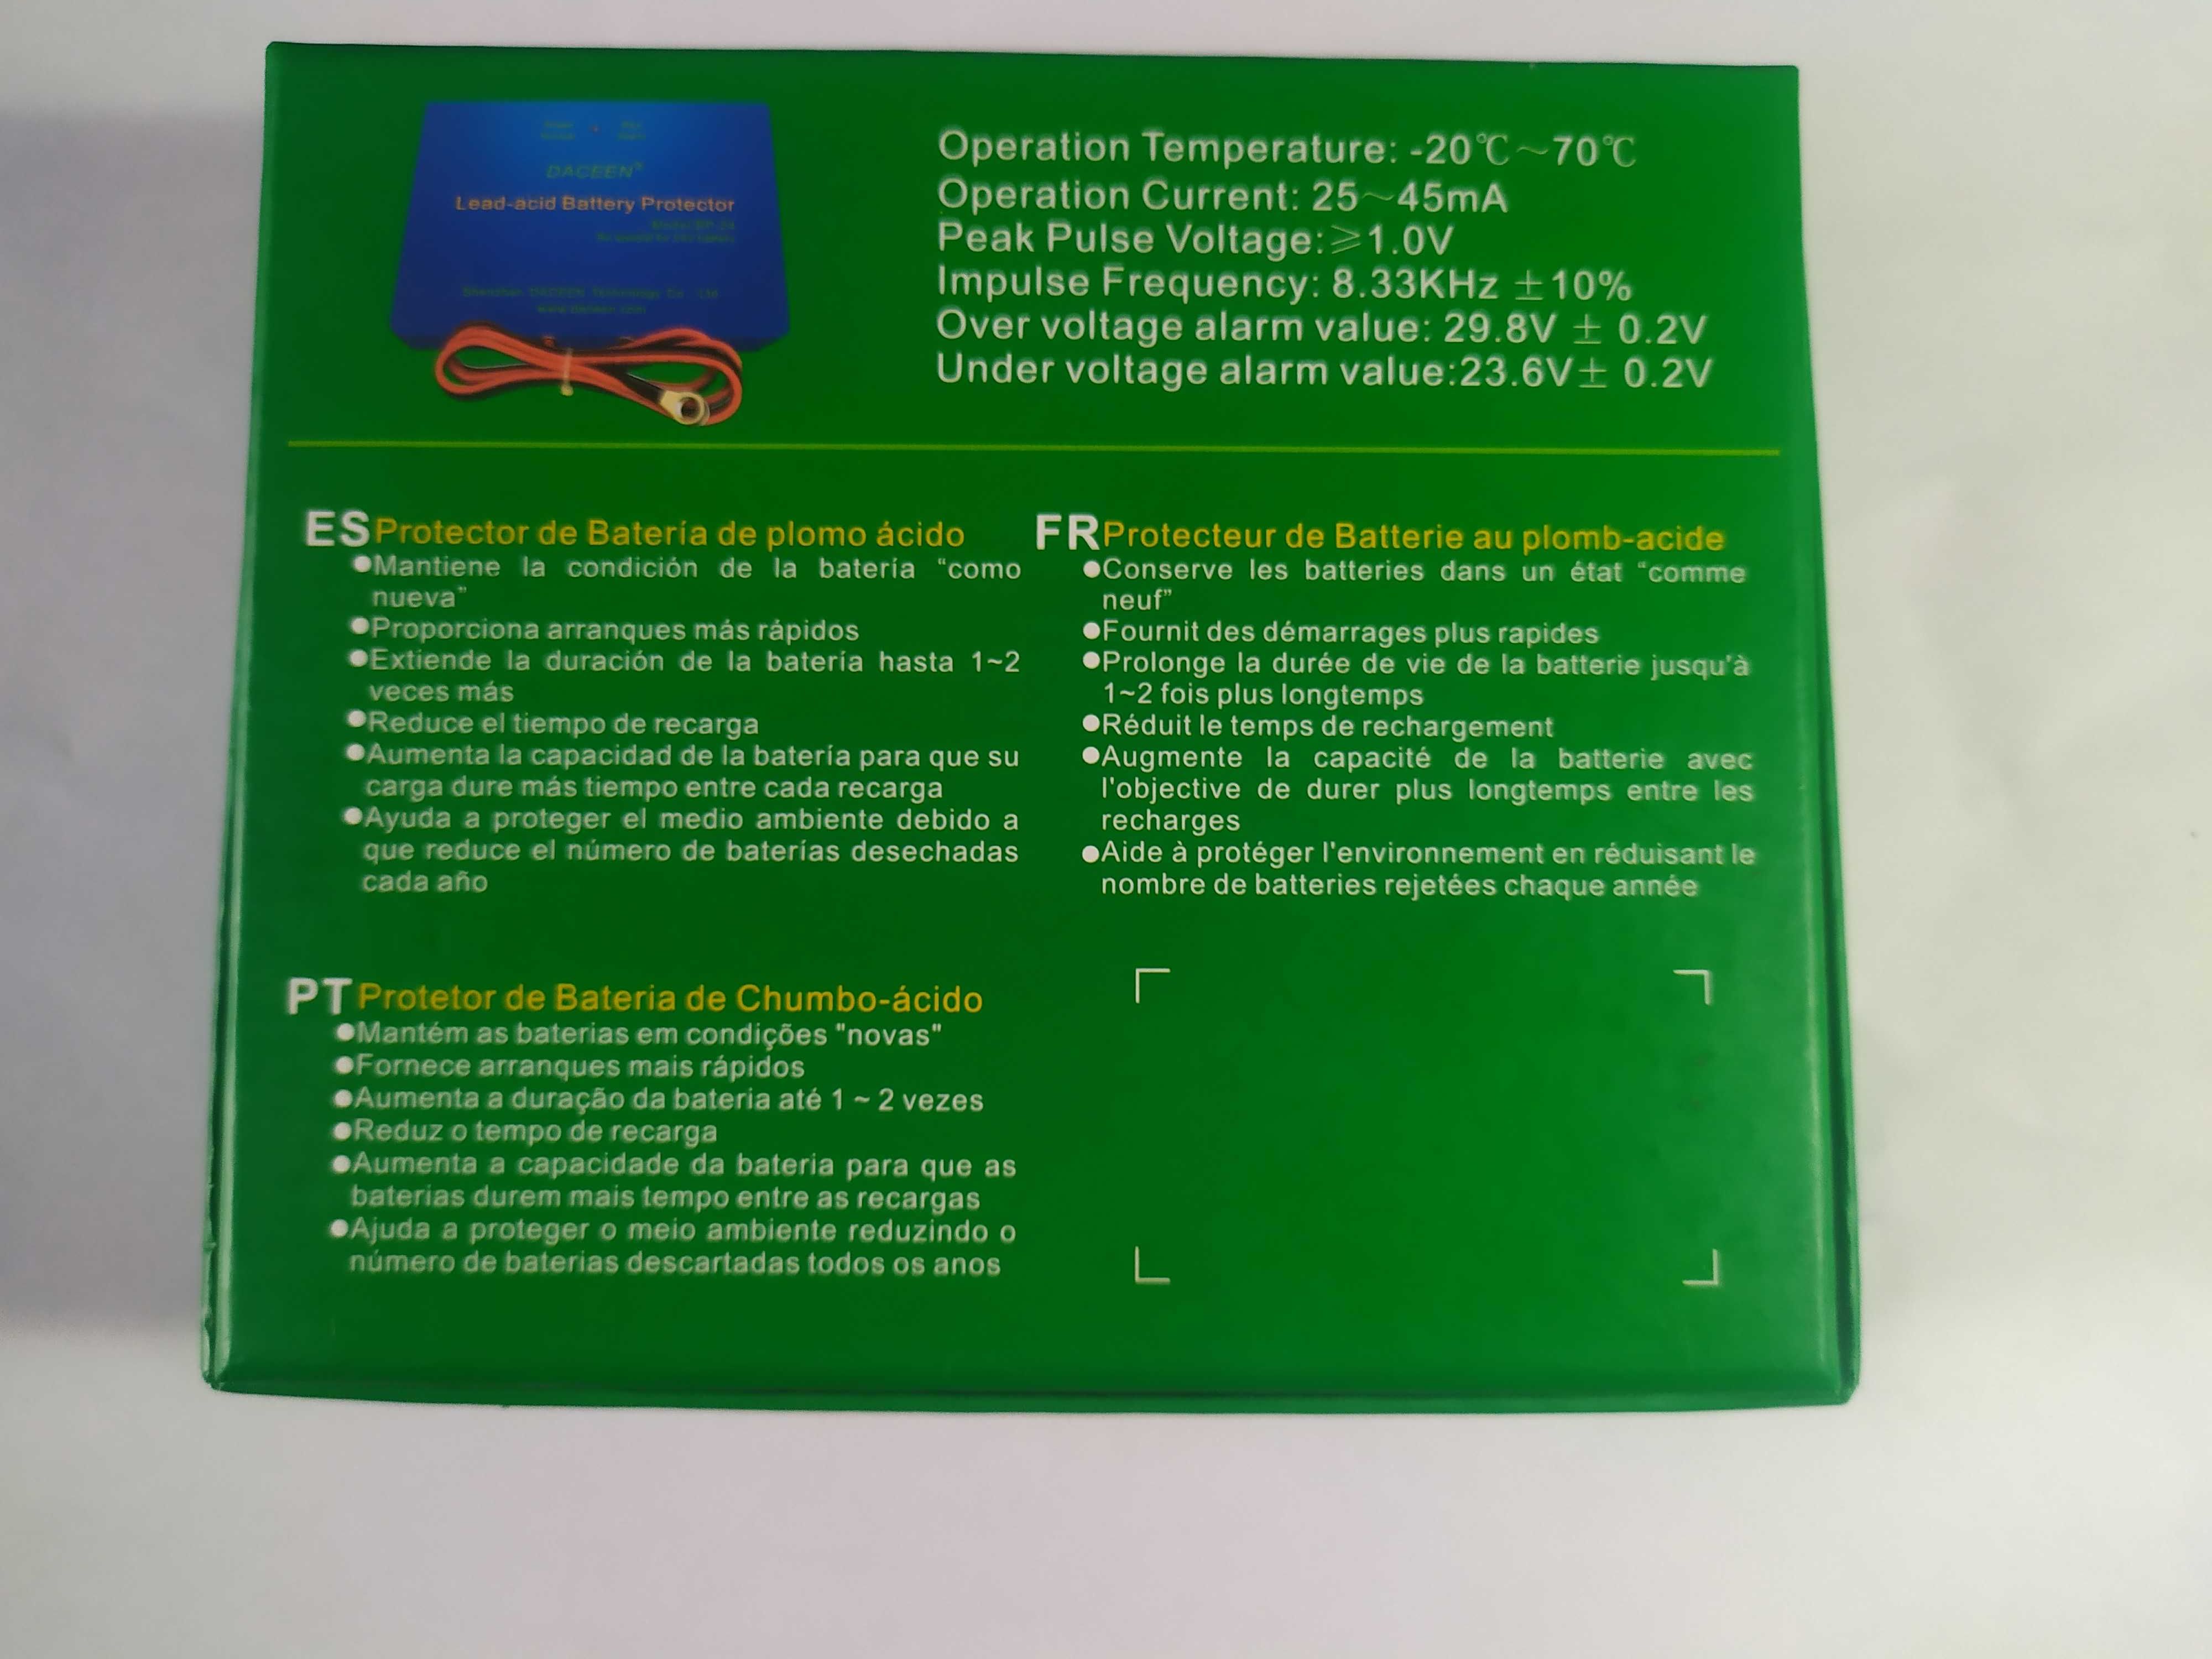 DACEEN®
Lead-acid Battery Protector
www.daceen.com
Operation Temperature: -20℃~70℃
Operation Current: 25~45mA
Peak Pulse Voltage:≥1.0V
Impulse Frequency: 8.33KHz ±10%
Over voltage alarm value: 29.8V ± 0.2V
Under voltage alarm value:23.6V± 0.2V
ES Protector de Batería de plomo ácido
●Mantiene la condición de la batería “como
nueva”
●Proporciona arranques más rápidos
●Extiende la duración de la batería hasta 1~2
veces más
●Reduce el tiempo de recarga
●Aumenta la capacidad de la batería para que su
carga dure más tiempo entre cada recarga
●Ayuda a proteger el medio ambiente debido a
que reduce el número de baterías desechadas
cada año
FR Protecteur de Batterie au plomb-acide
●Conserve les batteries dans un état “comme
neuf”
●Fournit des démarrages plus rapides
●Prolonge la durée de vie de la batterie jusqu'à
1~2 fois plus longtemps
●Réduit le temps de rechargement
●Augmente la capacité de la batterie avec
l'objective de durer plus longtemps entre les
recharges
●Aide à protéger l'environnement en réduisant le
nombre de batteries rejetées chaque année
PT Protetor de Bateria de Chumbo-ácido
●Mantém as baterias em condições "novas"
●Fornece arranques mais rápidos
●Aumenta a duração da bateria até 1 ~ 2 vezes
●Reduz o tempo de recarga
●Aumenta a capacidade da bateria para que as
baterias durem mais tempo entre as recargas
●Ajuda a proteger o meio ambiente reduzindo o
número de baterias descartadas todos os anos